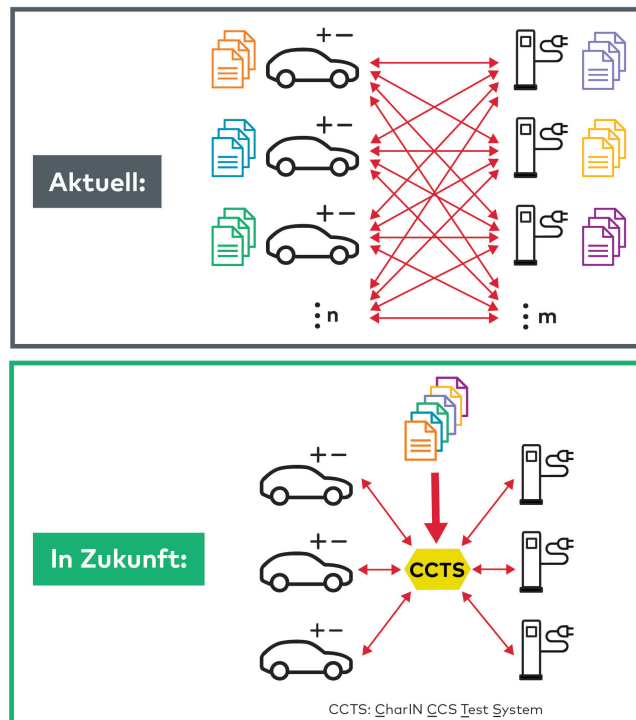 + −
+ −
Aktuell:
+ −
⋮ n
⋮ m
+ −
+ −
In Zukunft:
CCTS
+ −
CCTS: CharIN CCS Test System